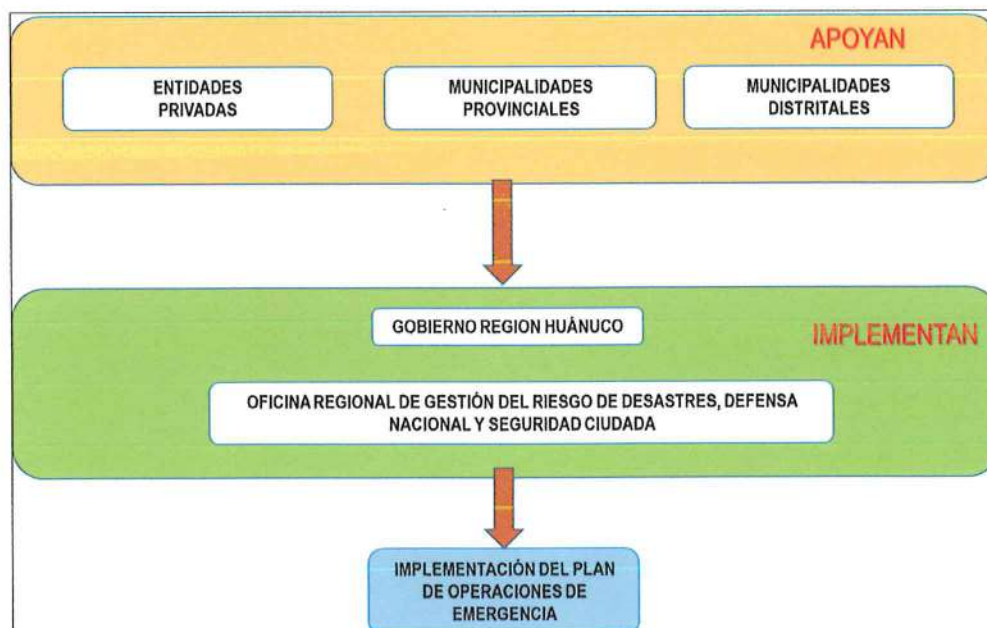 APOYAN
ENTIDADES
PRIVADAS
MUNICIPALIDADES
PROVINCIALES
MUNICIPALIDADES
DISTRITALES
GOBIERNO REGION HUÁNUCO
IMPLEMENTAN
OFICINA REGIONAL DE GESTIÓN DEL RIESGO DE DESASTRES, DEFENSA
NACIONAL Y SEGURIDAD CIUDADA
IMPLEMENTACIÓN DEL PLAN
DE OPERACIONES DE
EMERGENCIA